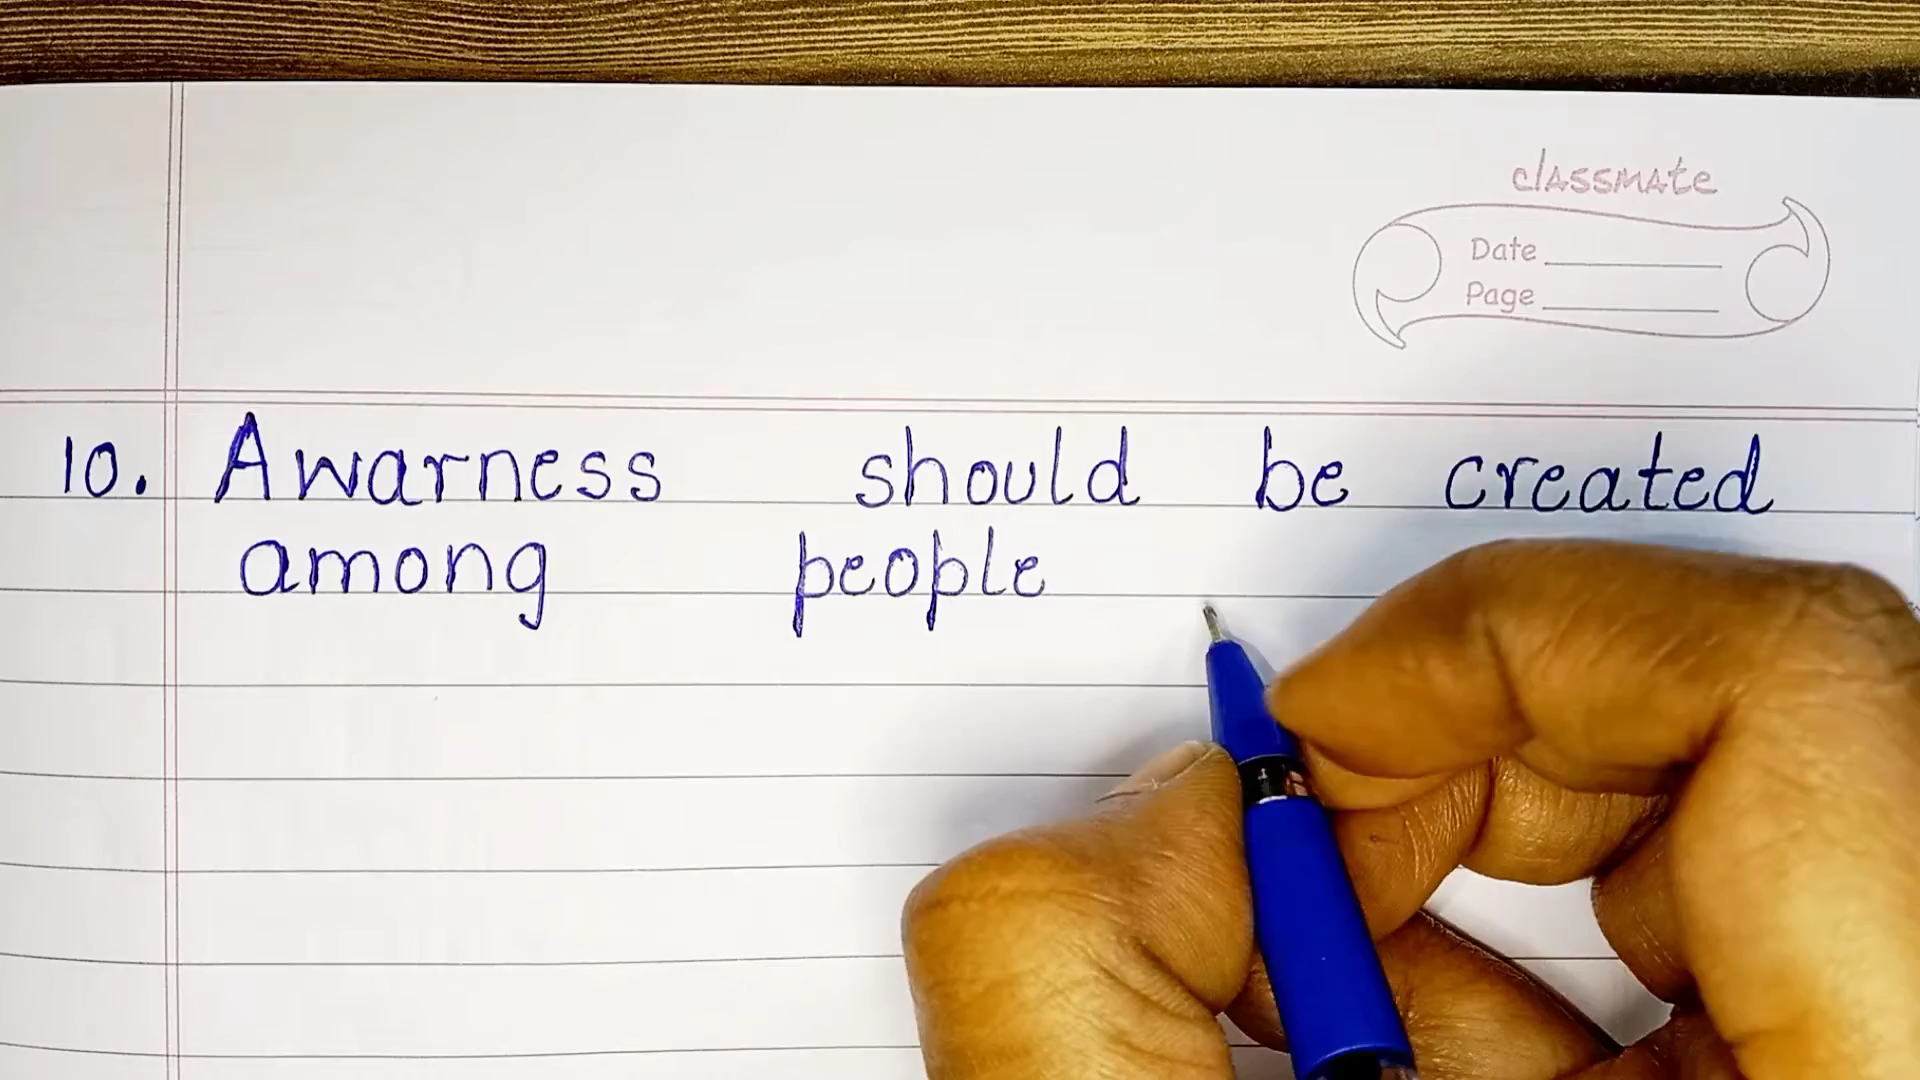 classmate
Date
Page
10. Awarness should be created
among people